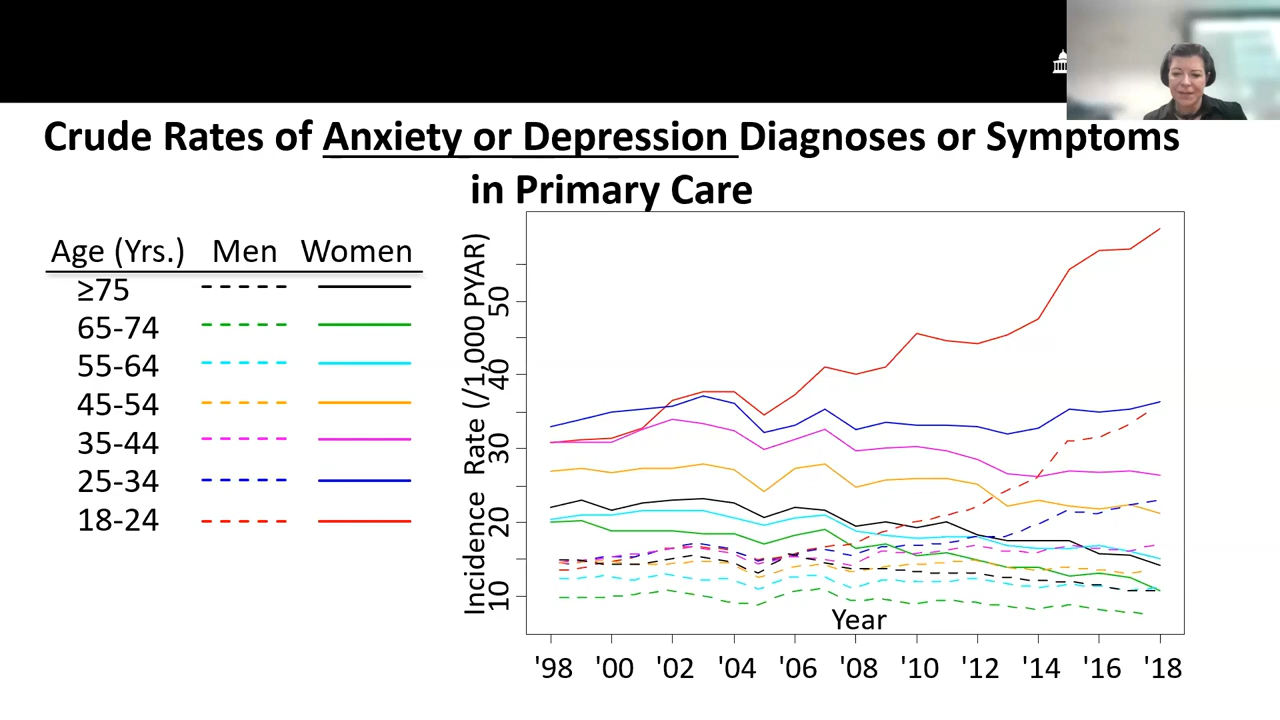 Crude Rates of Anxiety or Depression Diagnoses or Symptoms
in Primary Care
Age (Yrs.) Men Women
≥75
65-74
55-64
45-54
35-44
25-34
18-24
Incidence Rate (/1,000 PYAR)
50
40
30
20
10
Year
'98 '00 '02 '04 '06 '08 '10 '12 '14 '16 '18